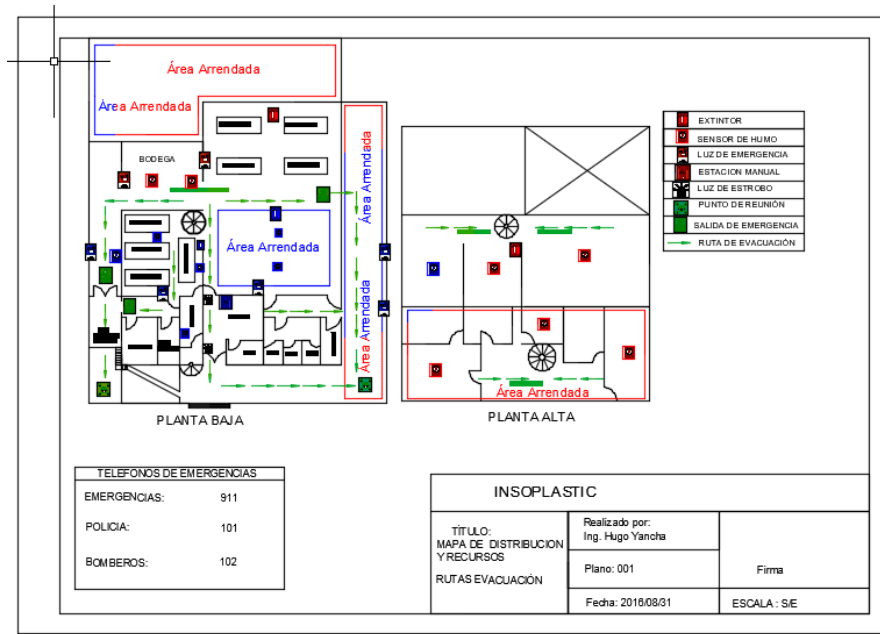 Área Arrendada
Área Arrendada
BODEGA
Área Arrendada
Área Arrendada
Área Arrendada
Área Arrendada
PLANTA BAJA
PLANTA ALTA
EXTINTOR
SENSOR DE HUMO
LUZ DE EMERGENCIA
ESTACION MANUAL
LUZ DE ESTROBO
PUNTO DE REUNIÓN
SALIDA DE EMERGENCIA
RUTA DE EVACUACIÓN
TELEFONOS DE EMERGENCIAS
EMERGENCIAS: 911
POLICIA: 101
BOMBEROS: 102
INSOPLASTIC
TÍTULO:
MAPA DE DISTRIBUCION
Y RECURSOS
RUTAS EVACUACIÓN
Realizado por:
Ing. Hugo Yancha
Plano: 001
Fecha: 2016/08/31
Firma
ESCALA : S/E